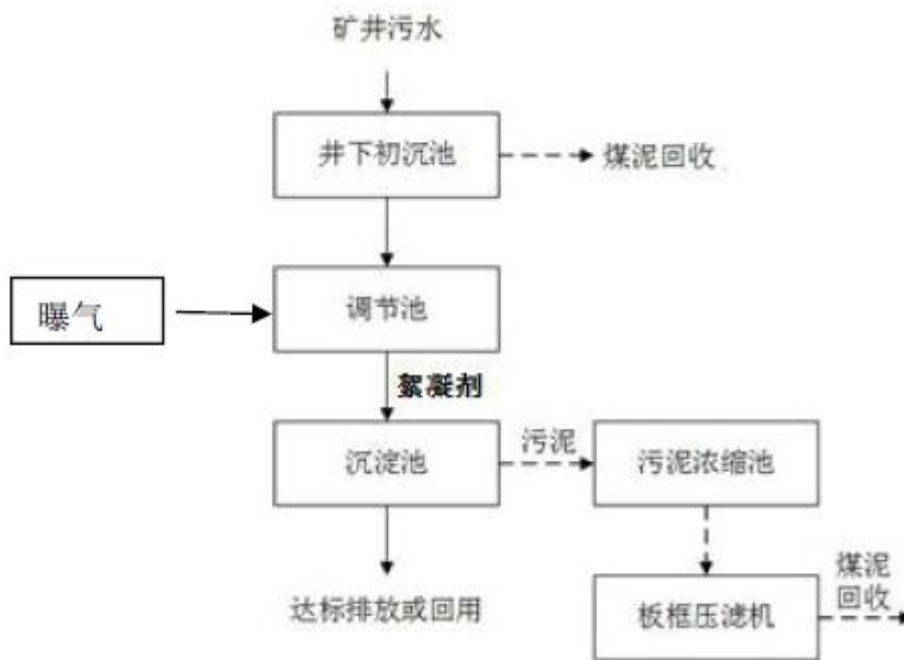 矿井污水
井下初沉池
煤泥回收
曝气
调节池
絮凝剂
沉淀池
污泥
污泥浓缩池
达标排放或回用
板框压滤机
煤泥
回收